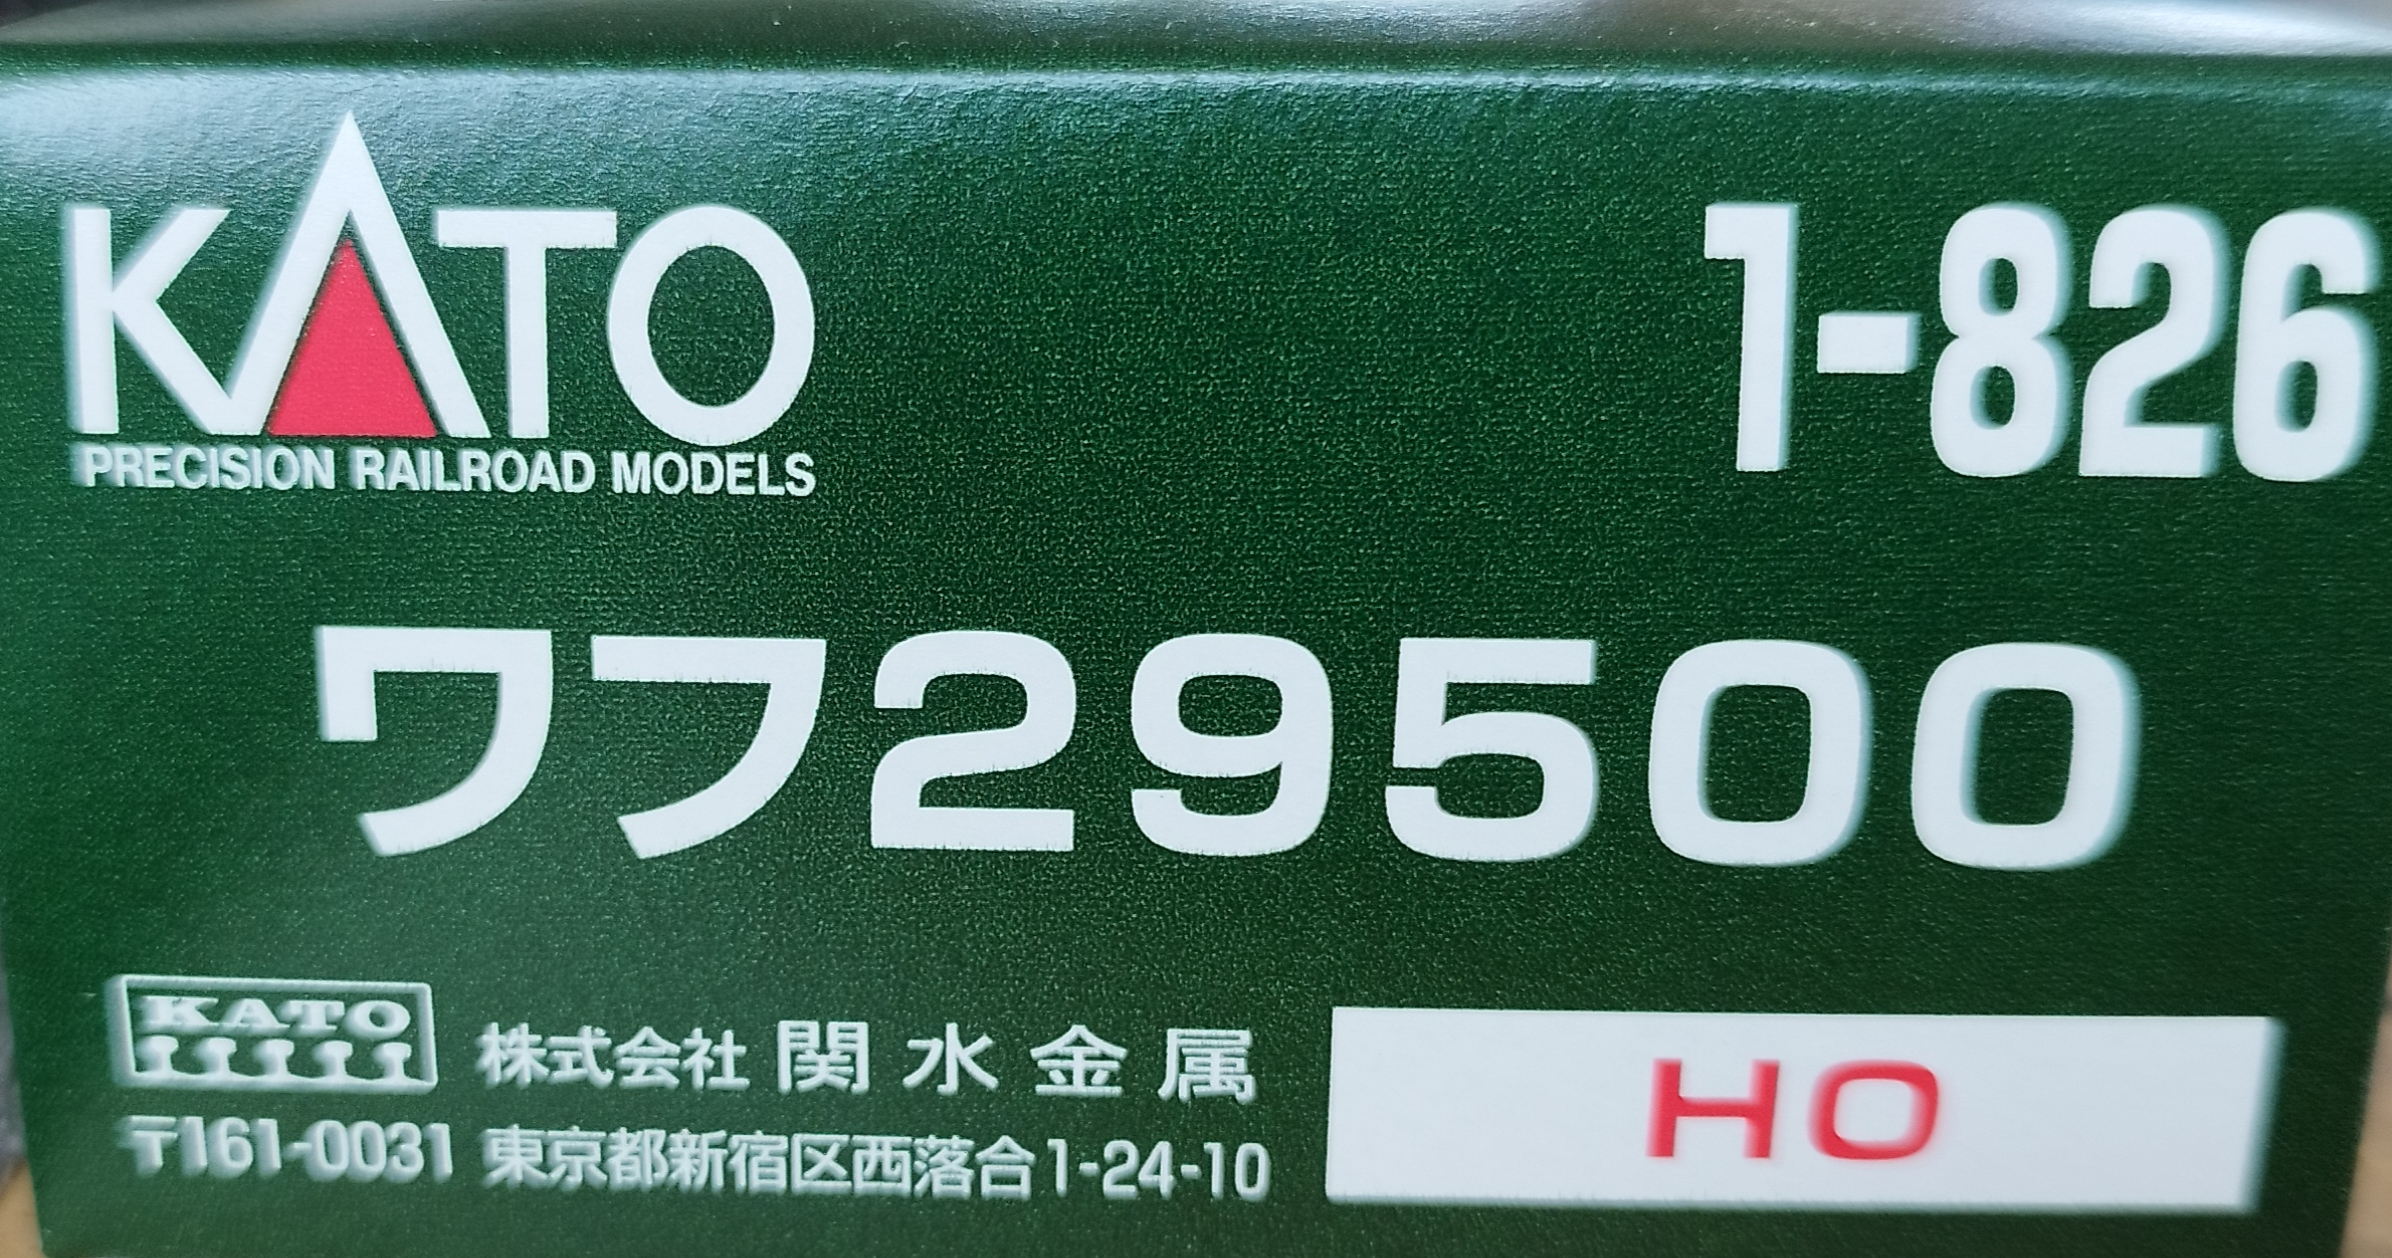 KATO
PRECISION RAILROAD MODELS
1-826
ワフ29500
KATO
株式会社 関水金属
〒161-0031 東京都新宿区西落合1-24-10
HO